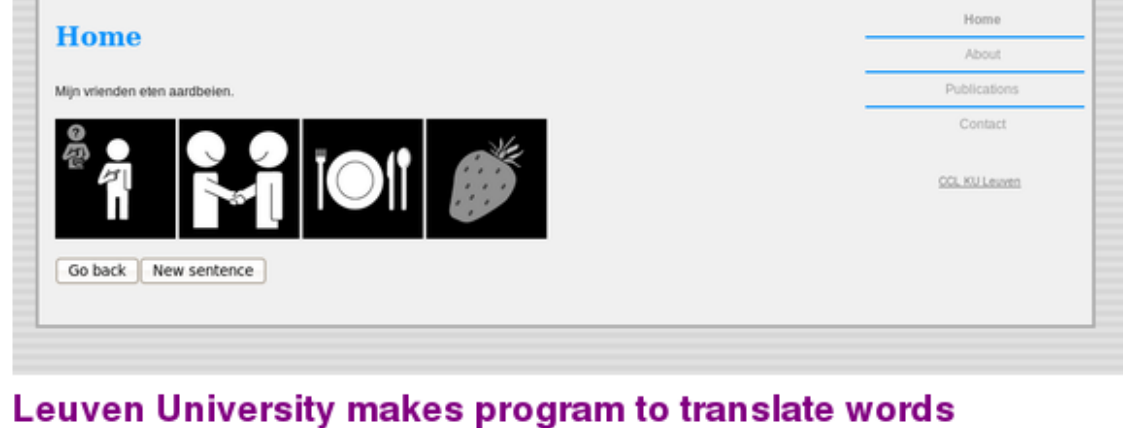 Home
Mijn vrienden eten aardbeien.
?
Go back
New sentence
Home
About
Publications
Contact
CCL KU Leuven
Leuven University makes program to translate words